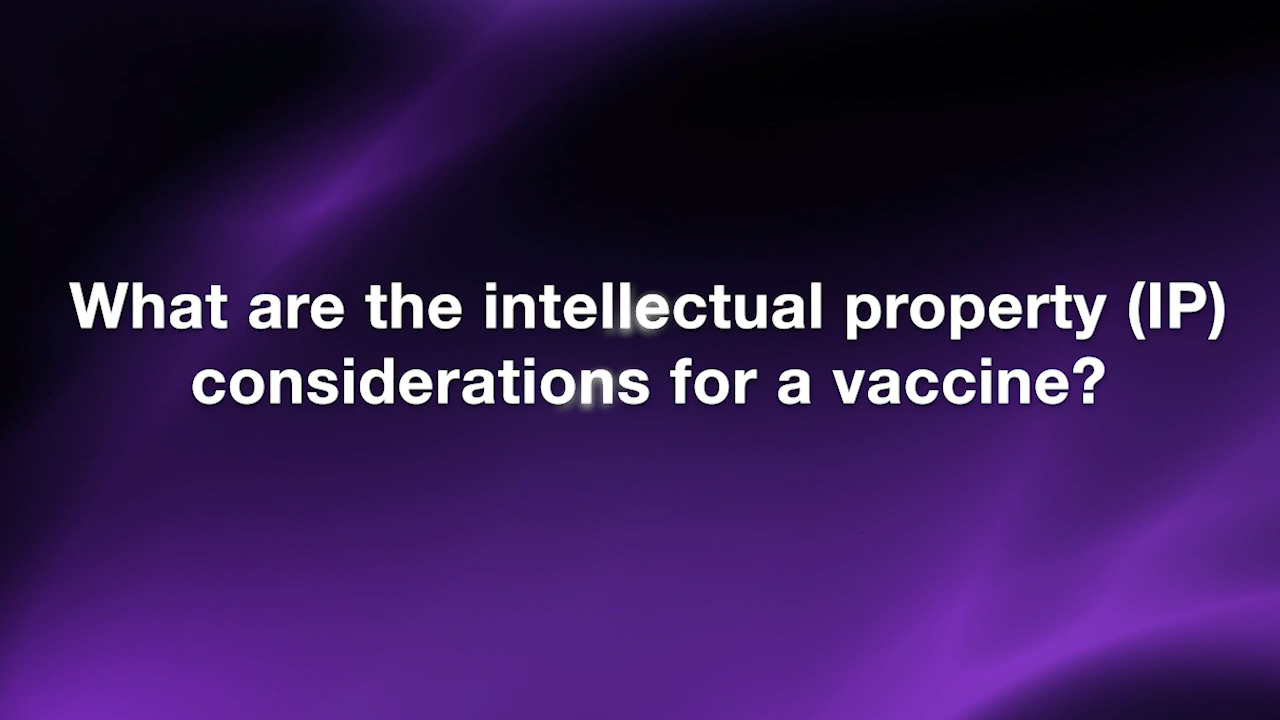 What are the intellectual property (IP)
considerations for a vaccine?